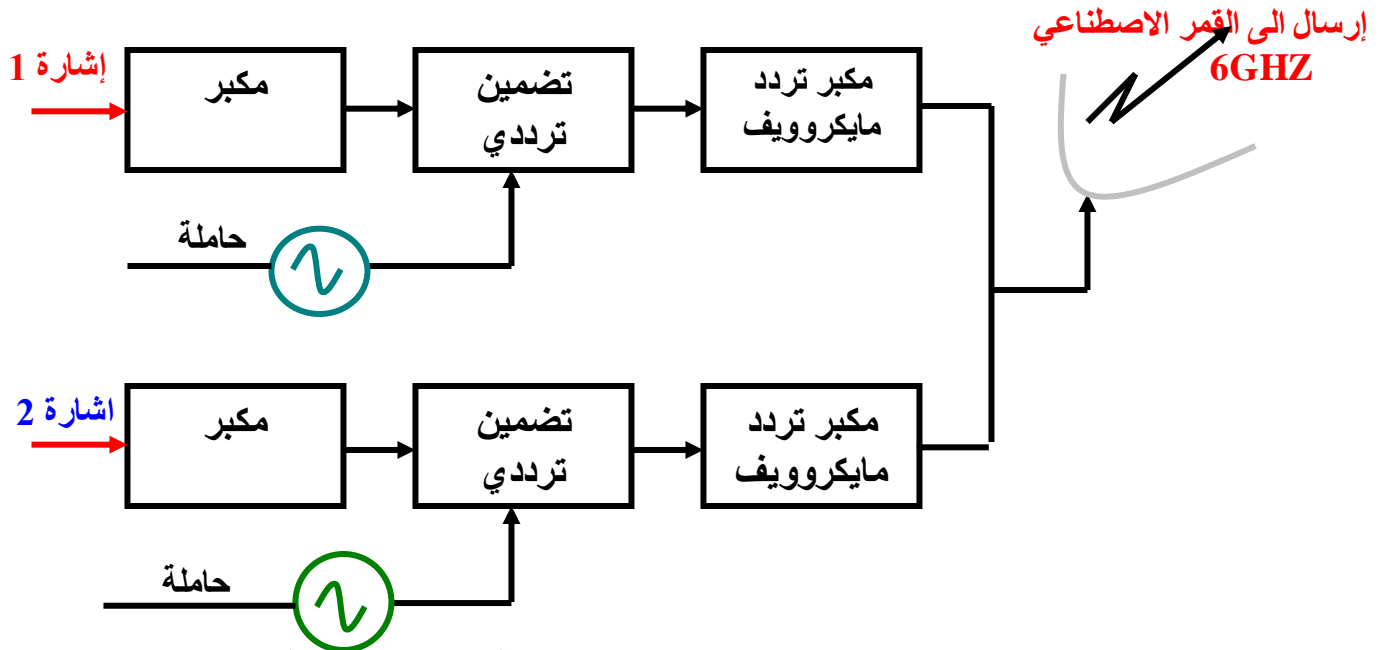 إرسال الى القمر الاصطناعي
6GHZ
إشارة 1
مكبر
تضمين
ترددي
مكبر تردد
مايكروويف
حاملة
اشارة 2
مكبر
تضمين
ترددي
مكبر تردد
مايكروويف
حاملة